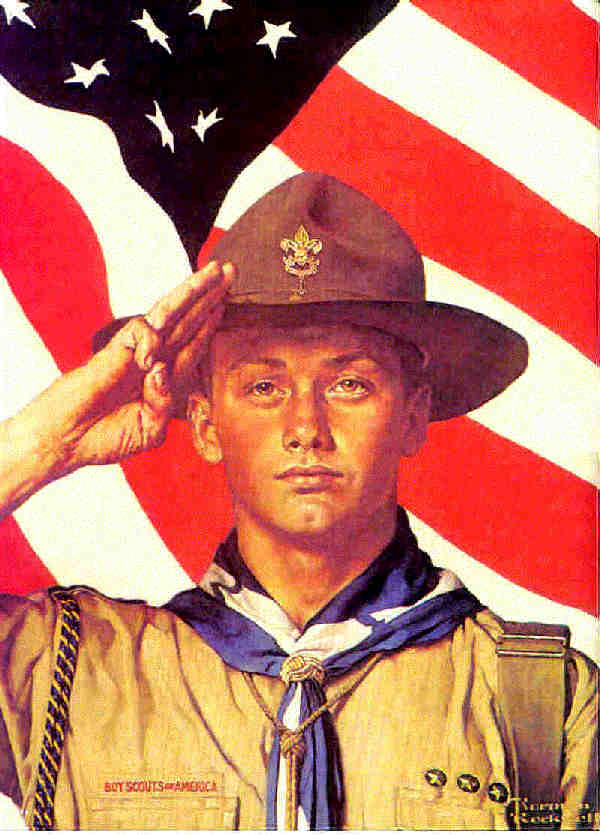 BOY SCOUTS OF AMERICA
Norman
Rockwell